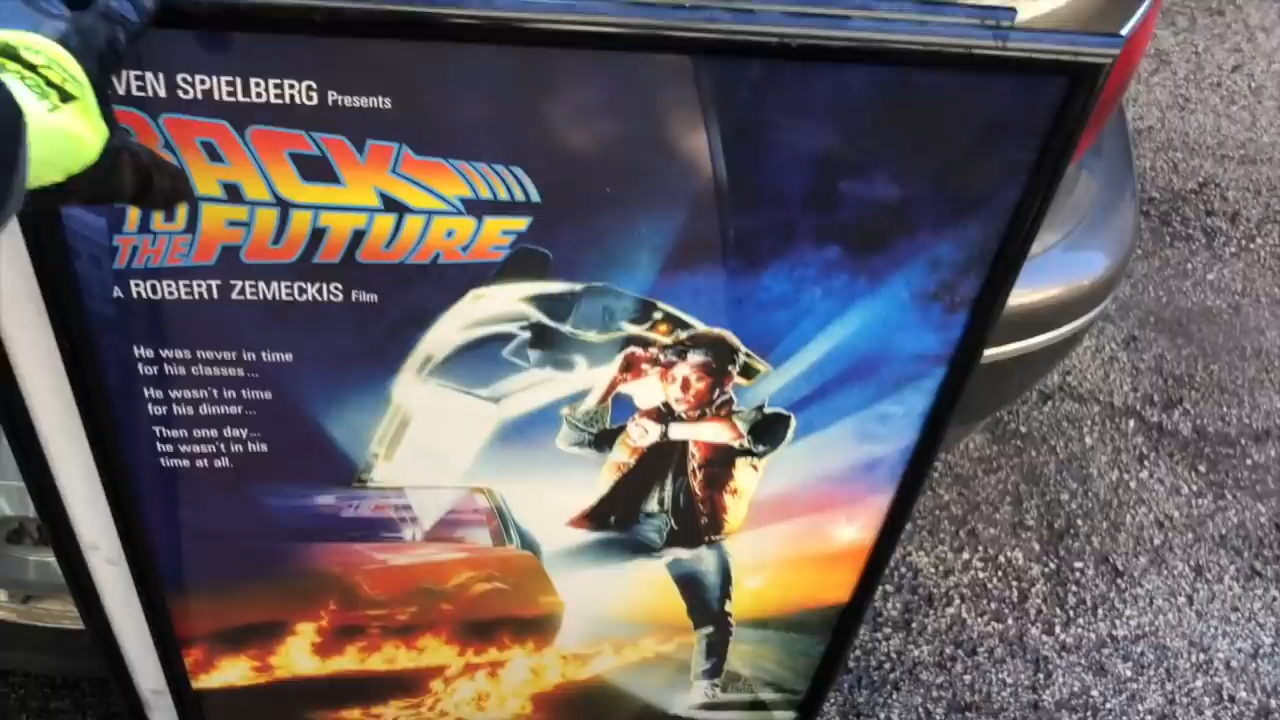 VEN SPIELBERG Presents
BACK
TO
THE FUTURE
A ROBERT ZEMECKIS Film
He was never in time
for his classes...
He wasn't in time
for his dinner...
Then one day...
he wasn't in his
time at all.